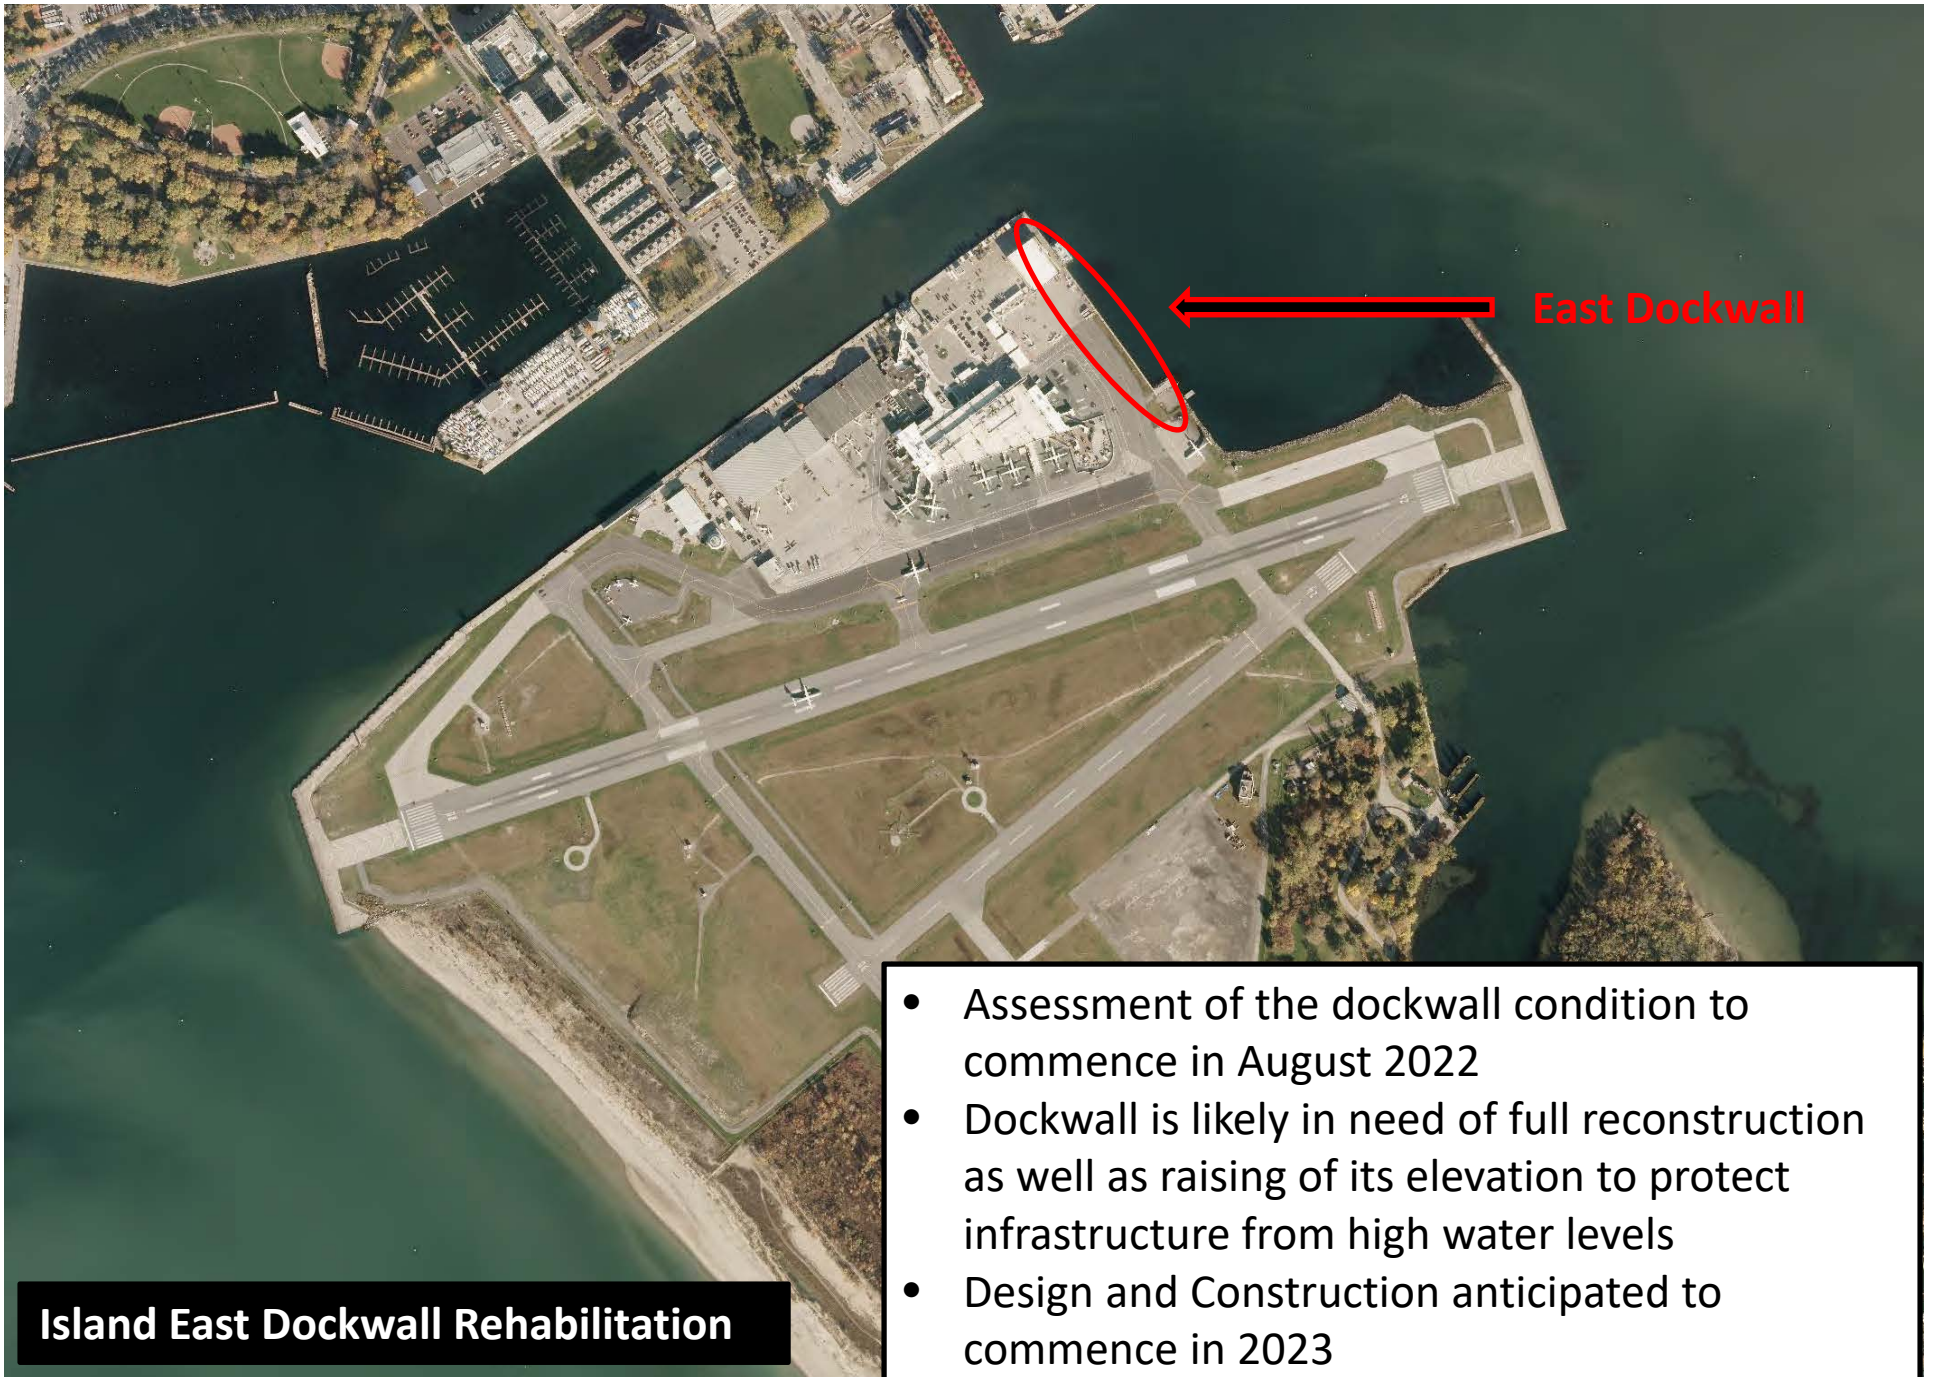 East Dockwall
• Assessment of the dockwall condition to
commence in August 2022
• Dockwall is likely in need of full reconstruction
as well as raising of its elevation to protect
infrastructure from high water levels
• Design and Construction anticipated to
commence in 2023
Island East Dockwall Rehabilitation